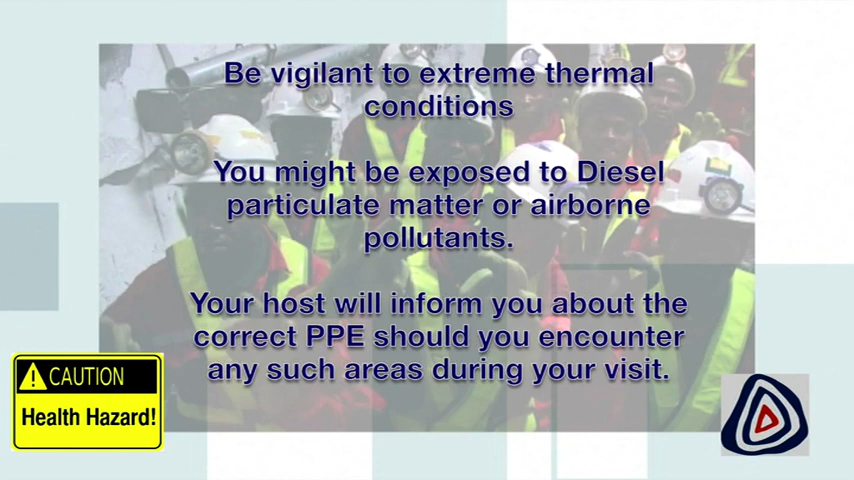 Be vigilant to extreme thermal
conditions
You might be exposed to Diesel
particulate matter or airborne
pollutants.
Your host will inform you about the
correct PPE should you encounter
any such areas during your visit.
CAUTION
Health Hazard!